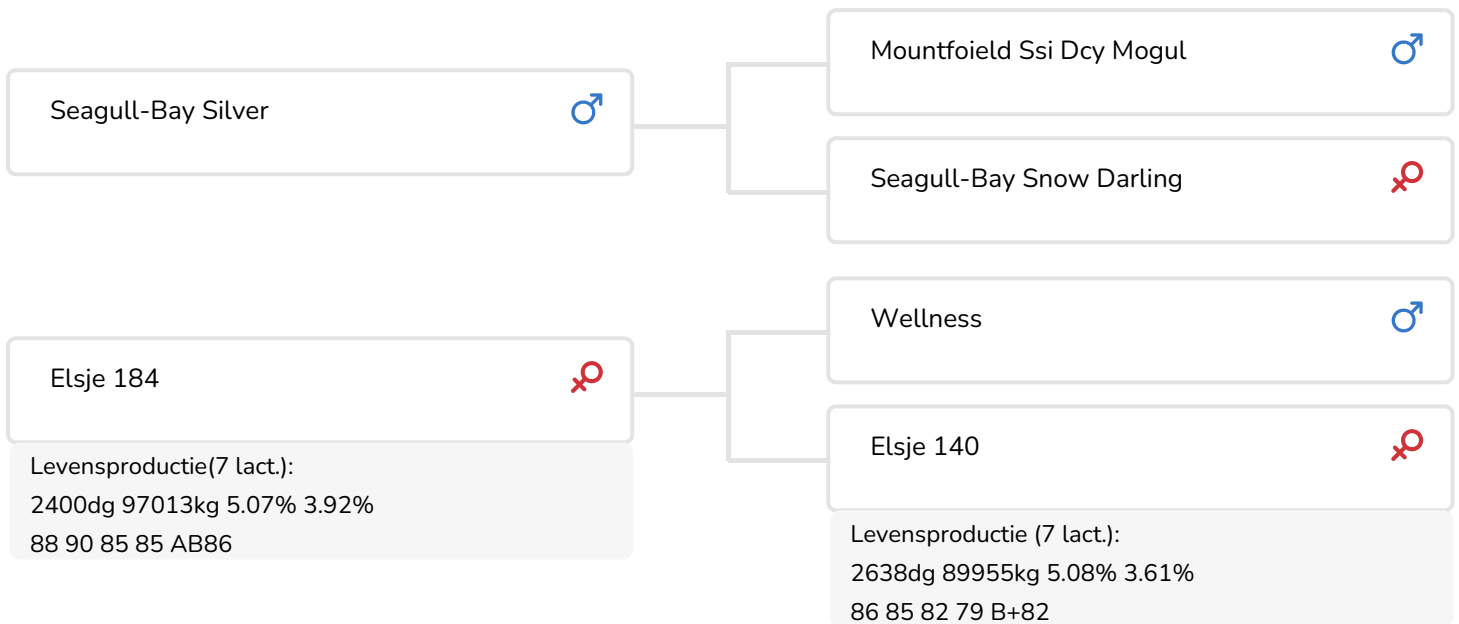 Mountfoield Ssi Dcy Mogul
Seagull-Bay Silver
Seagull-Bay Snow Darling
Wellness
Elsje 184
Elsje 140
Levensproductie(7 lact.):
2400dg 97013kg 5.07% 3.92%
88 90 85 85 AB86
Levensproductie (7 lact.):
2638dg 89955kg 5.08% 3.61%
86 85 82 79 B+82